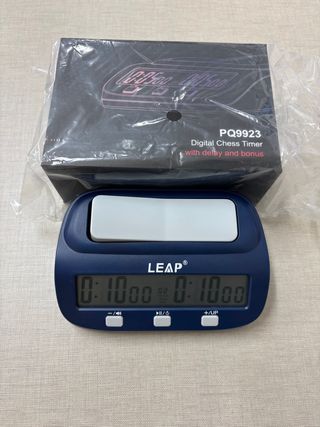 PQ9923
Digital Chess Timer
with delay and bonus
LEAP®
0:10 00 0:10 00
−/🔊 ⏯/⏱ +/UP